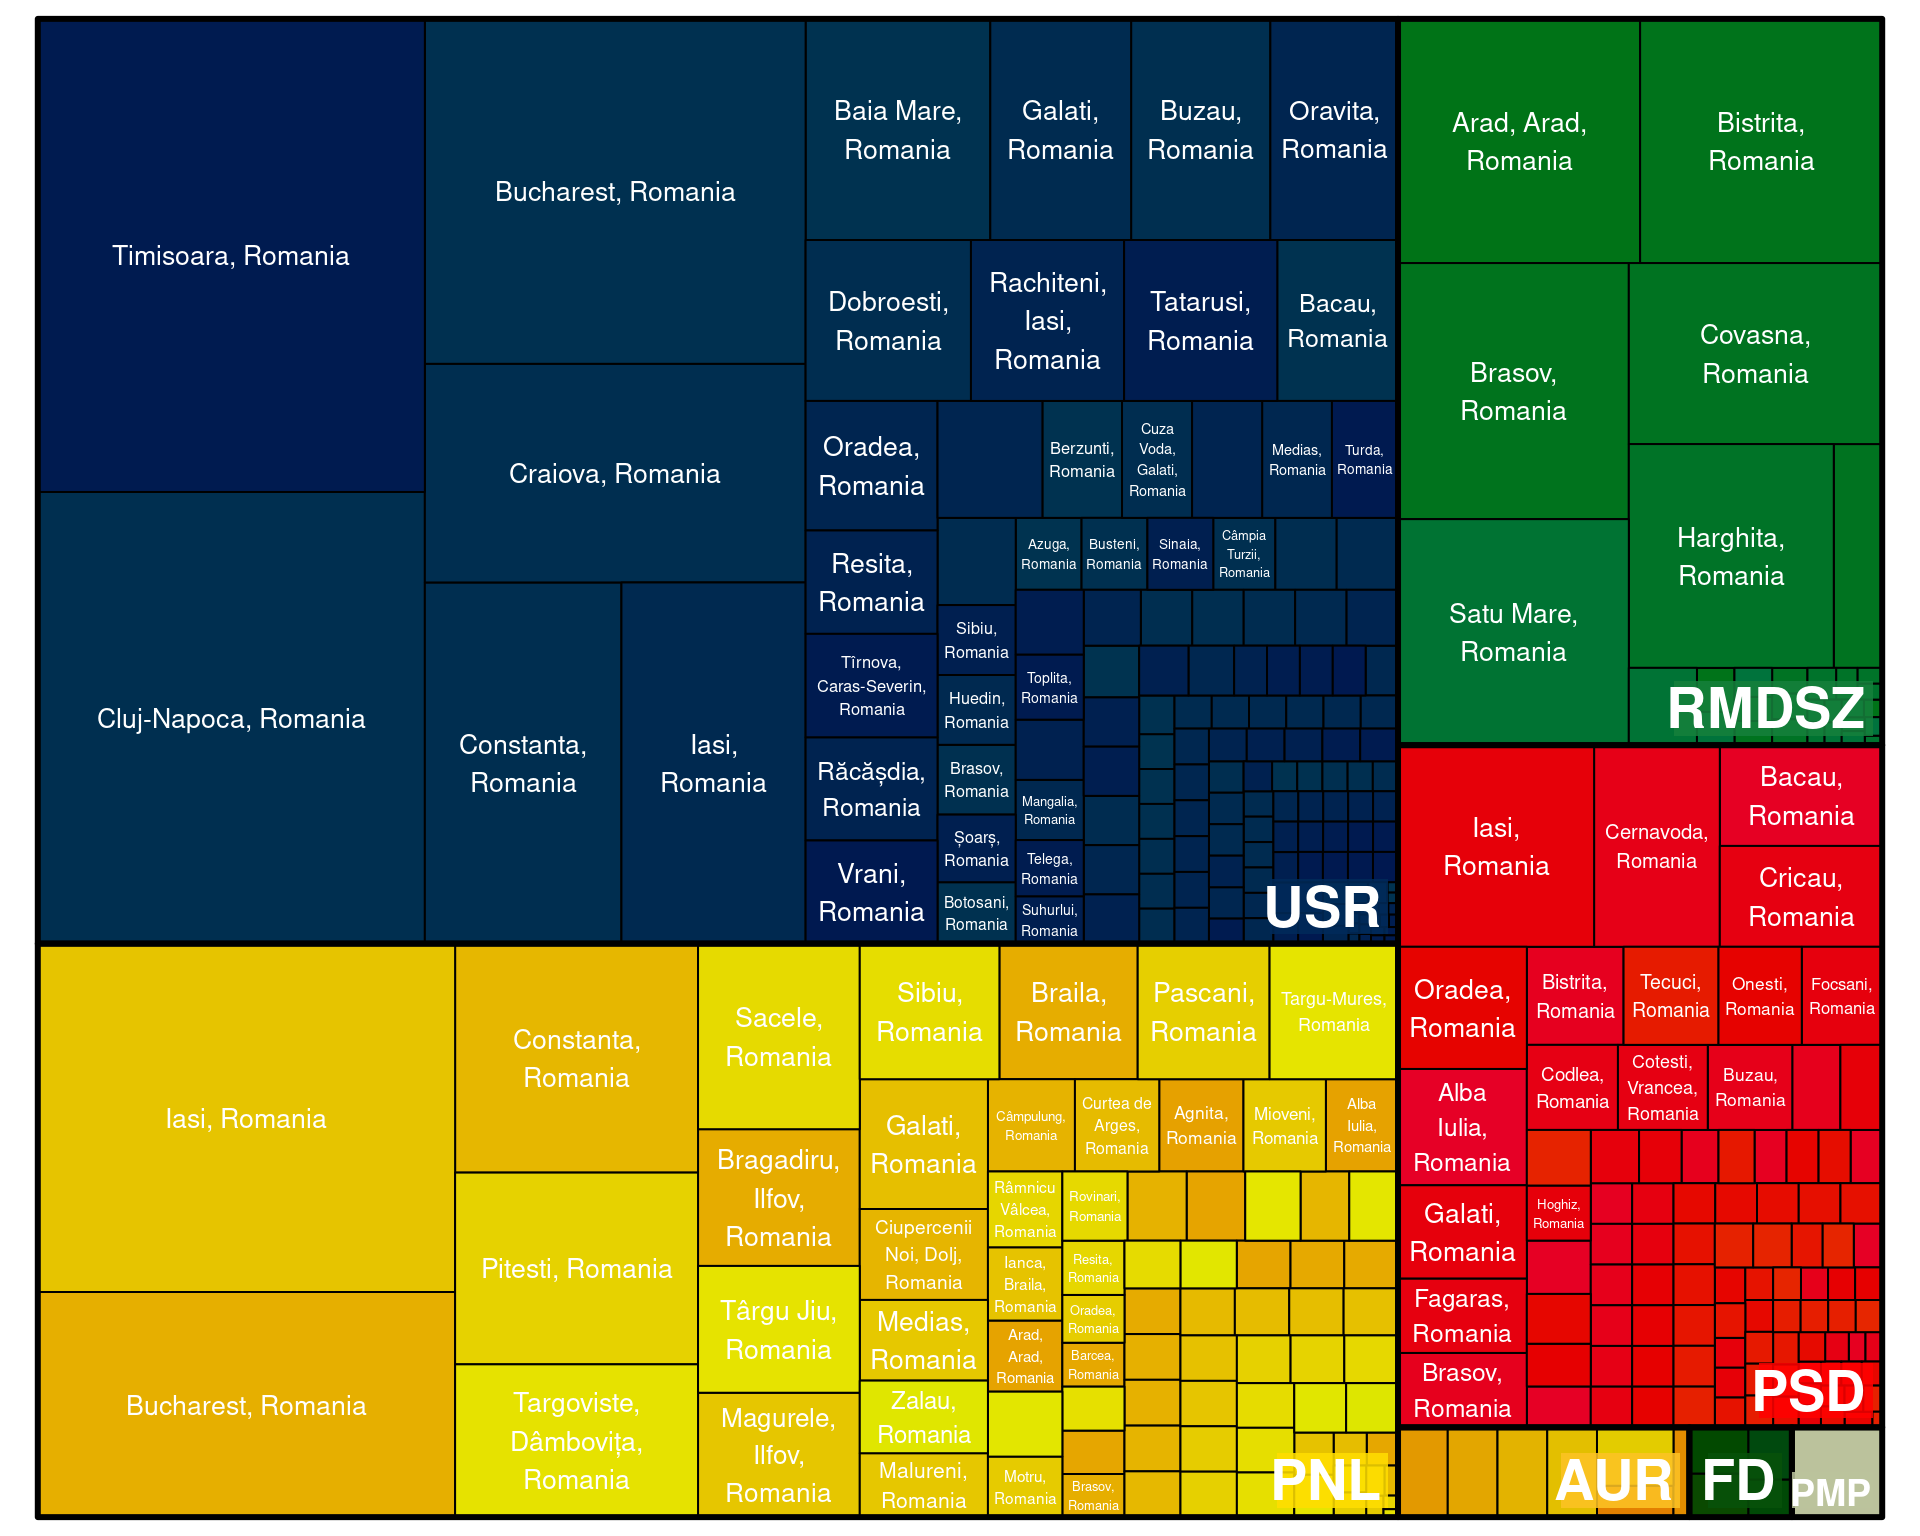 Timisoara, Romania
Cluj-Napoca, Romania
Bucharest, Romania
Craiova, Romania
Constanta,
Romania
Iasi,
Romania
Baia Mare,
Romania
Galati,
Romania
Buzau,
Romania
Oravita,
Romania
Dobroesti,
Romania
Rachiteni,
Iasi,
Romania
Tatarusi,
Romania
Bacau,
Romania
Oradea,
Romania
Resita,
Romania
Tîrnova,
Caras-Severin,
Romania
Răcășdia,
Romania
Vrani,
Romania
Berzunti,
Romania
Cuza
Voda,
Galati,
Romania
Medias,
Romania
Turda,
Romania
Azuga,
Romania
Busteni,
Romania
Sinaia,
Romania
Câmpia
Turzii,
Romania
Sibiu,
Romania
Huedin,
Romania
Brasov,
Romania
Șoarș,
Romania
Botosani,
Romania
Toplita,
Romania
Mangalia,
Romania
Telega,
Romania
Suhurlui,
Romania
USR
Arad, Arad,
Romania
Bistrita,
Romania
Brasov,
Romania
Covasna,
Romania
Harghita,
Romania
Satu Mare,
Romania
RMDSZ
Iasi,
Romania
Cernavoda,
Romania
Bacau,
Romania
Cricau,
Romania
Oradea,
Romania
Bistrita,
Romania
Tecuci,
Romania
Onesti,
Romania
Focsani,
Romania
Alba
Iulia,
Romania
Codlea,
Romania
Cotesti,
Vrancea,
Romania
Buzau,
Romania
Galati,
Romania
Hoghiz,
Romania
Fagaras,
Romania
Brasov,
Romania
PSD
Iasi, Romania
Bucharest, Romania
Constanta,
Romania
Pitesti, Romania
Targoviste,
Dâmbovița,
Romania
Sacele,
Romania
Bragadiru,
Ilfov,
Romania
Târgu Jiu,
Romania
Magurele,
Ilfov,
Romania
Sibiu,
Romania
Braila,
Romania
Pascani,
Romania
Targu-Mures,
Romania
Galati,
Romania
Ciupercenii
Noi, Dolj,
Romania
Medias,
Romania
Zalau,
Romania
Malureni,
Romania
Câmpulung,
Romania
Curtea de
Arges,
Romania
Agnita,
Romania
Mioveni,
Romania
Alba
Iulia,
Romania
Râmnicu
Vâlcea,
Romania
Ianca,
Braila,
Romania
Arad,
Arad,
Romania
Motru,
Romania
Rovinari,
Romania
Resita,
Romania
Oradea,
Romania
Barcea,
Romania
Brasov,
Romania
PNL
AUR
FD
PMP